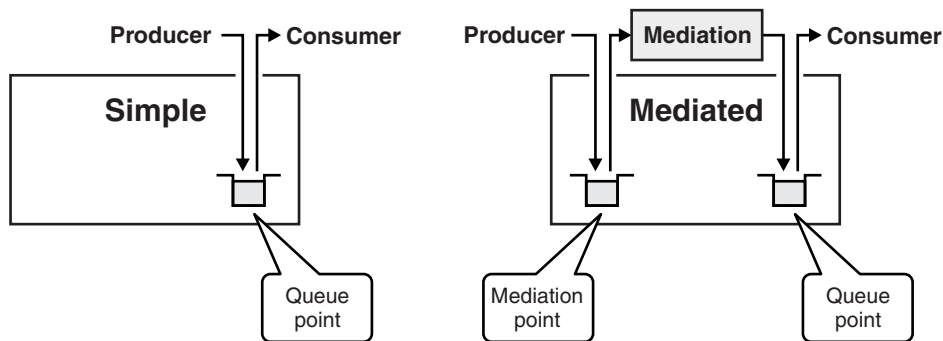 Producer
Consumer
Simple
Queue
point
Producer
Mediation
Consumer
Mediated
Mediation
point
Queue
point